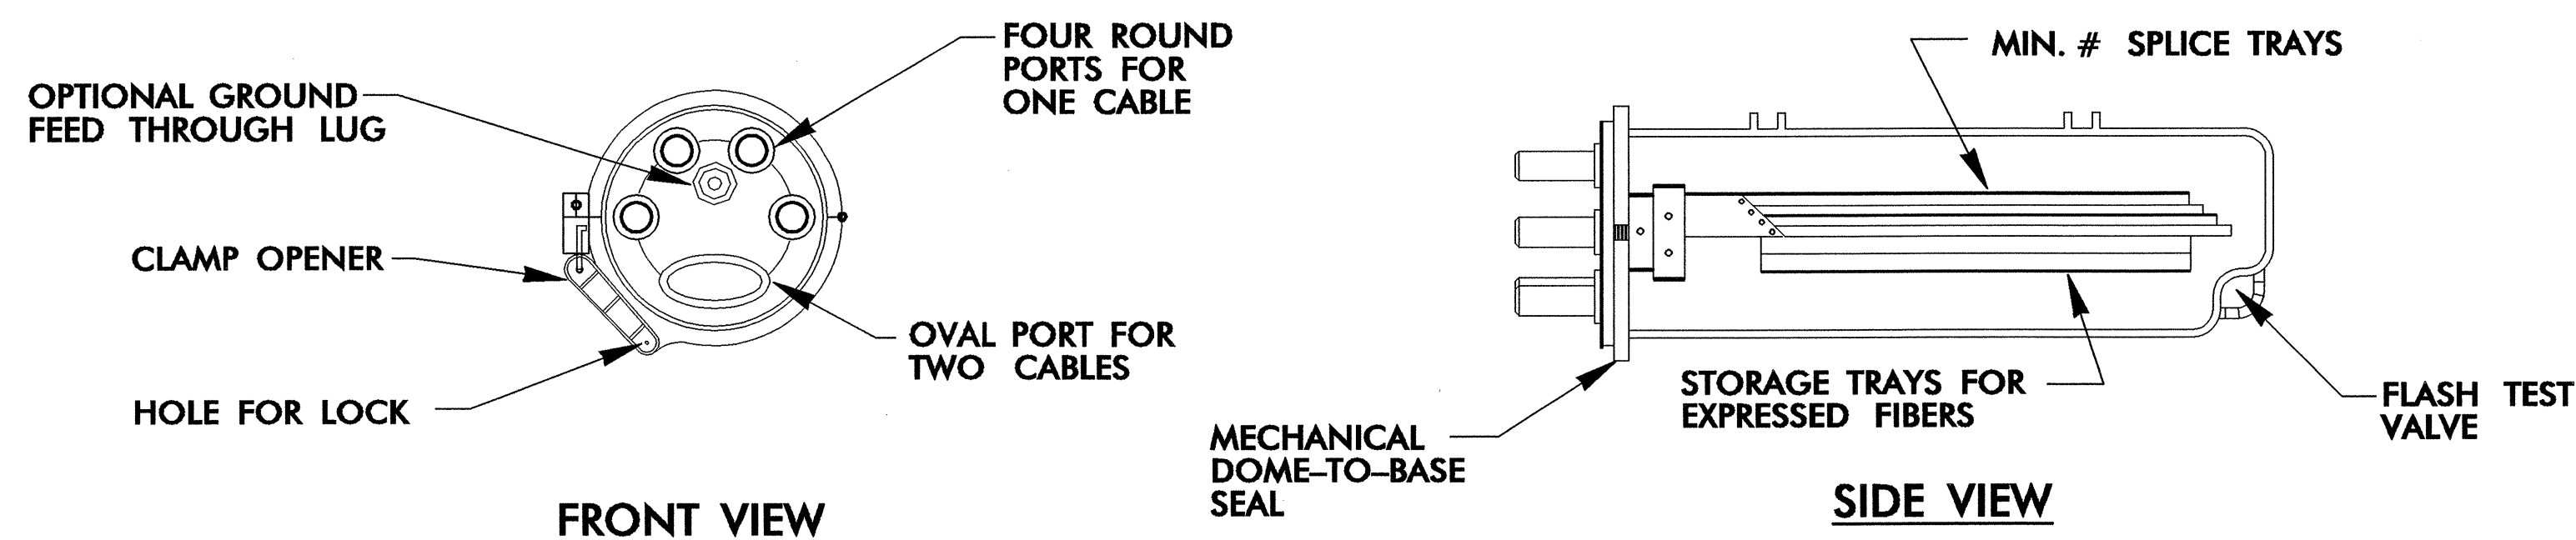 OPTIONAL GROUND
FEED THROUGH LUG
FOUR ROUND
PORTS FOR
ONE CABLE
CLAMP OPENER
OVAL PORT FOR
TWO CABLES
HOLE FOR LOCK
FRONT VIEW
MIN. # SPLICE TRAYS
STORAGE TRAYS FOR
EXPRESSED FIBERS
FLASH TEST
VALVE
MECHANICAL
DOME-TO-BASE
SEAL
SIDE VIEW